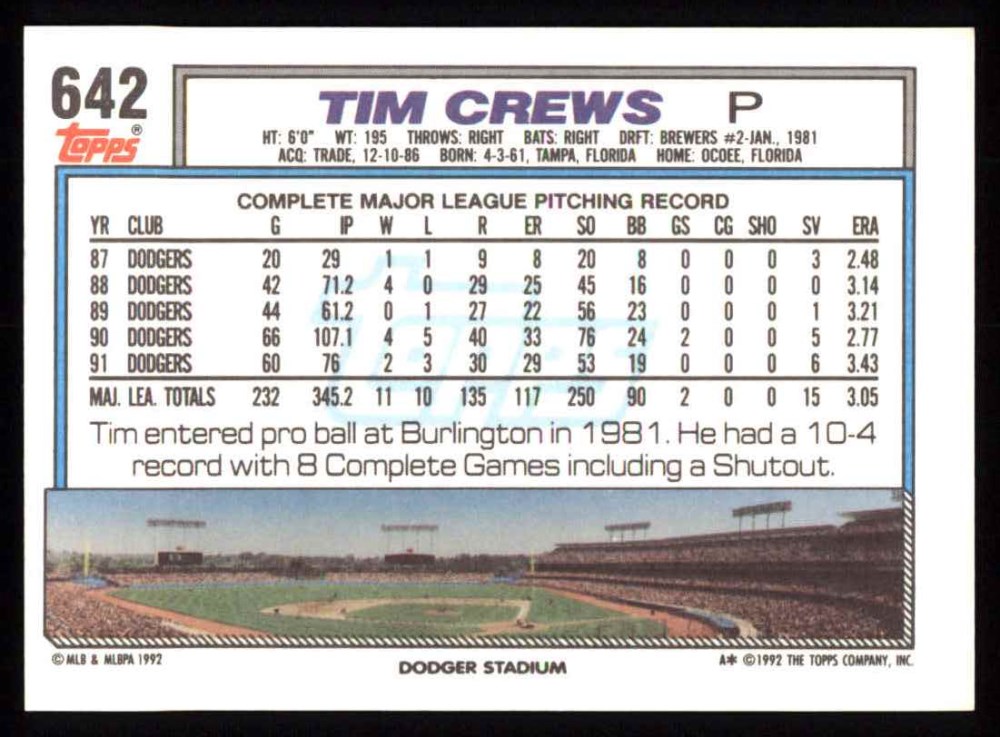 642
Topps®
TIM CREWS P
HT: 6'0" WT: 195 THROWS: RIGHT BATS: RIGHT DRFT: BREWERS #2-JAN., 1981
ACQ: TRADE, 12-10-86 BORN: 4-3-61, TAMPA, FLORIDA HOME: OCOEE, FLORIDA
COMPLETE MAJOR LEAGUE PITCHING RECORD
YR CLUB G IP W L R ER SO BB GS CG SHO SV ERA
87 DODGERS 20 29 1 1 9 8 20 8 0 0 0 3 2.48
88 DODGERS 42 71.2 4 0 29 25 45 16 0 0 0 0 3.14
89 DODGERS 44 61.2 0 1 27 22 56 23 0 0 0 1 3.21
90 DODGERS 66 107.1 4 5 40 33 76 24 2 0 0 5 2.77
91 DODGERS 60 76 2 3 30 29 53 19 0 0 0 6 3.43
MAJ. LEA. TOTALS 232 345.2 11 10 135 117 250 90 2 0 0 15 3.05
Topps
Tim entered pro ball at Burlington in 1981. He had a 10-4
record with 8 Complete Games including a Shutout.
© MLB & MLBPA 1992
DODGER STADIUM
A* © 1992 THE TOPPS COMPANY, INC.